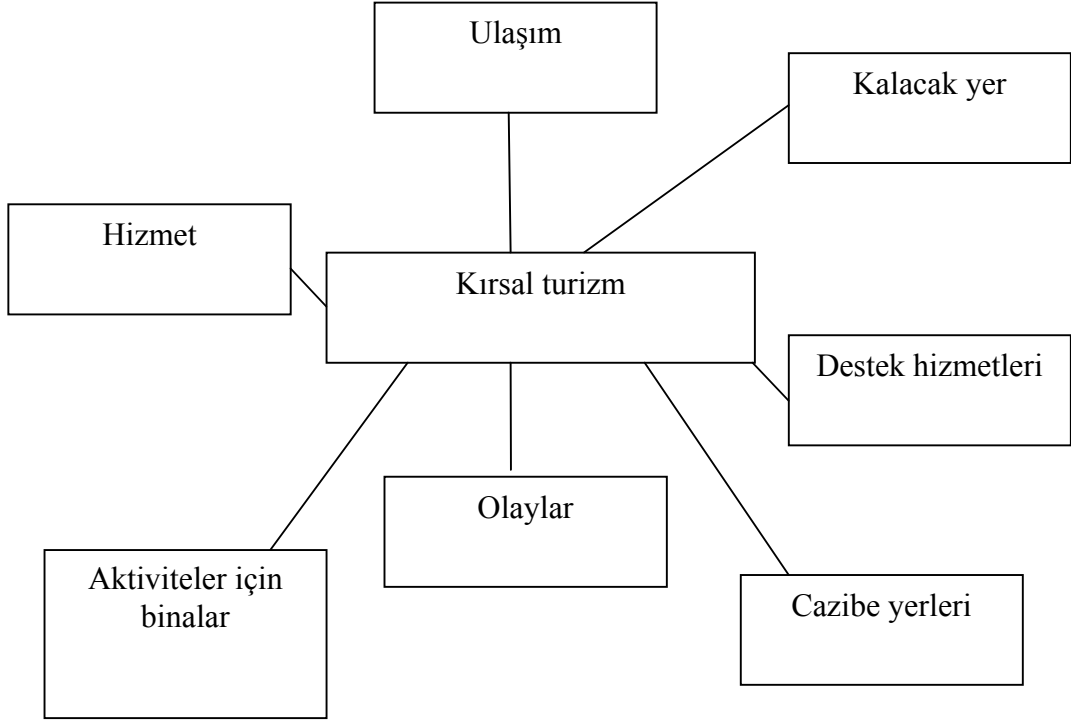 Ulaşım
Kalacak yer
Hizmet
Kırsal turizm
Destek hizmetleri
Olaylar
Aktiviteler için
binalar
Cazibe yerleri